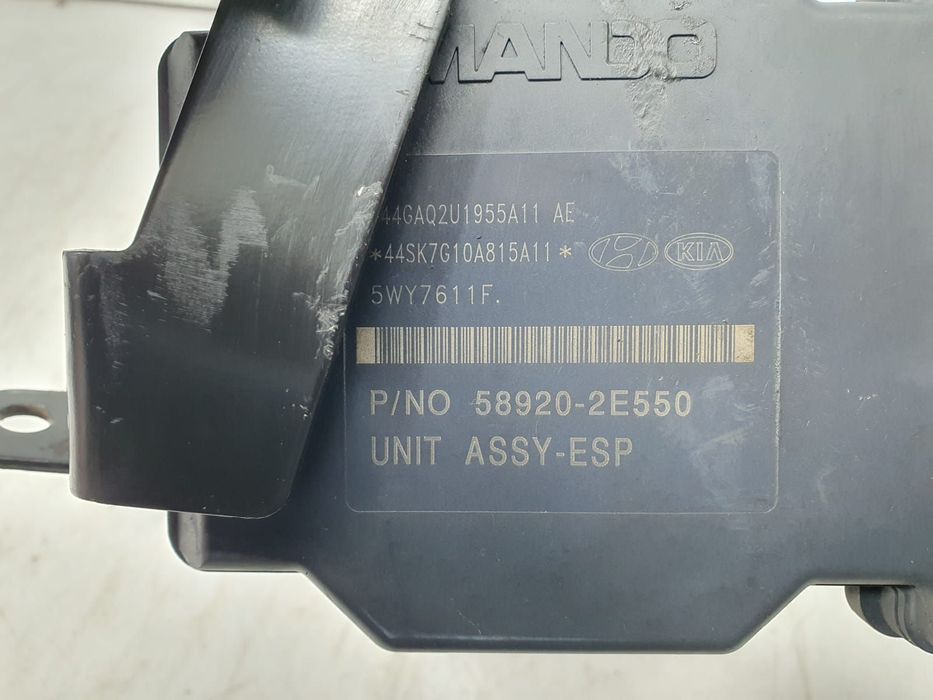 MANDO
44GAQ2U1955A11 AE
*44SK7G10A815A11* KIA
5WY7611F.
P/NO 58920-2E550
UNIT ASSY-ESP